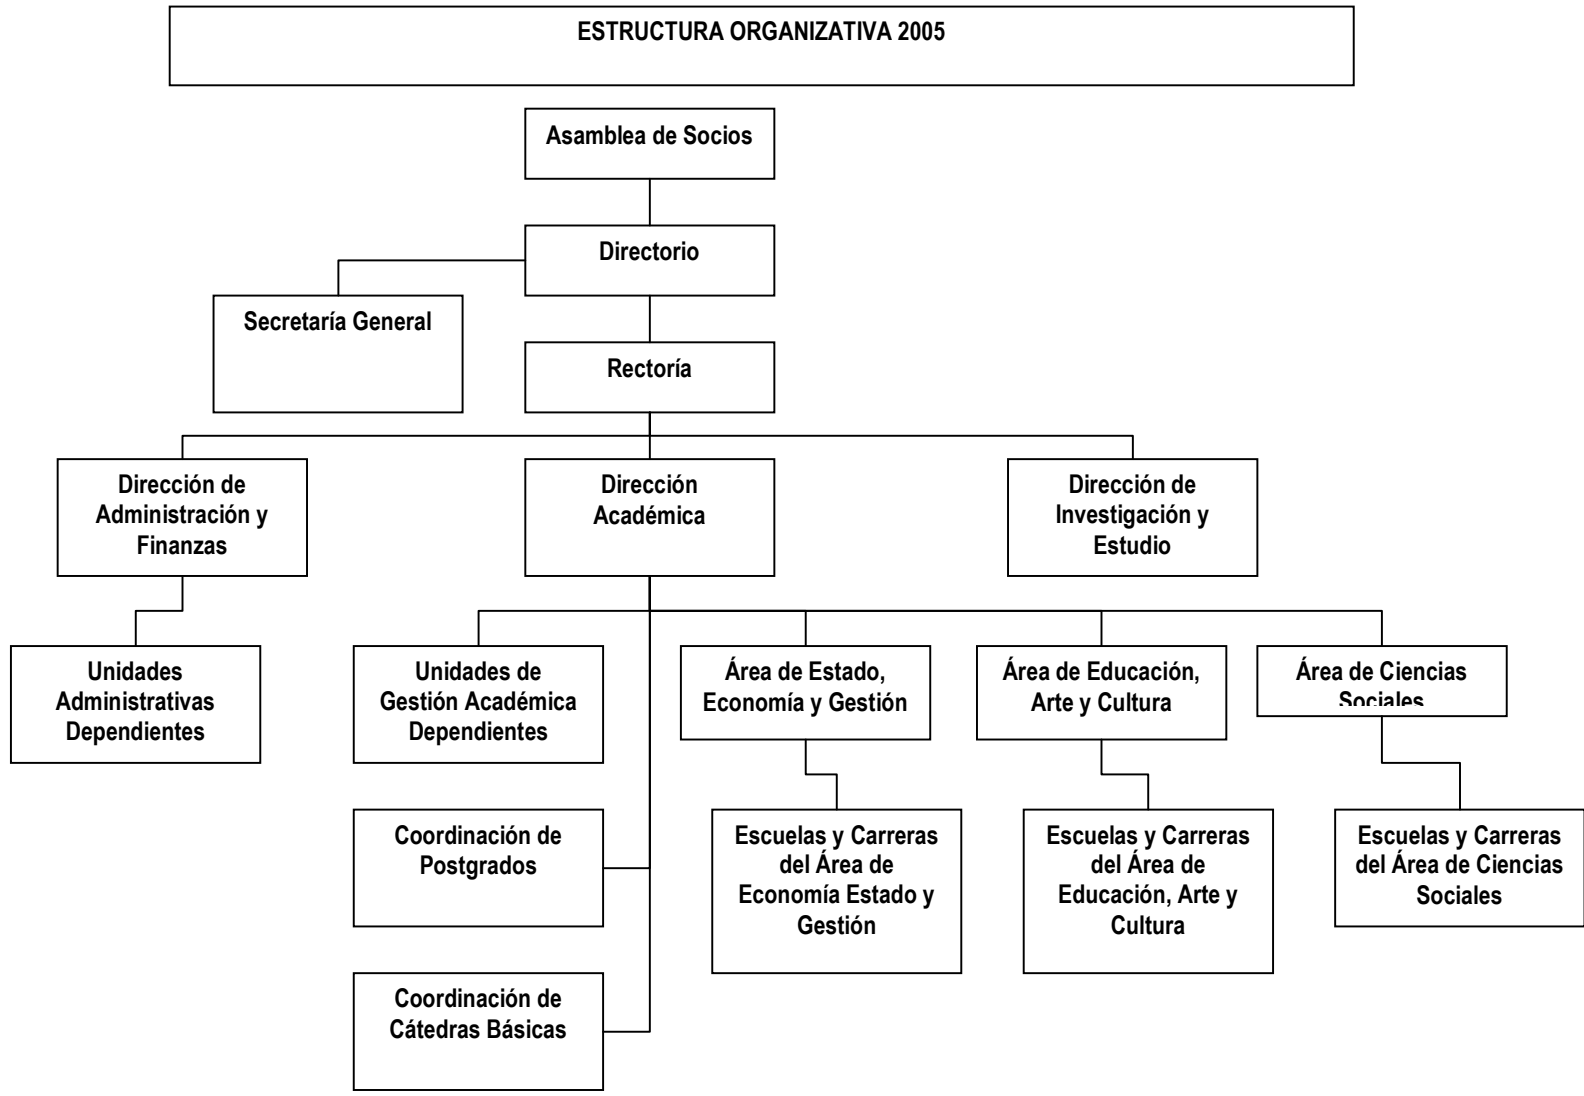 ESTRUCTURA ORGANIZATIVA 2005
Asamblea de Socios
Directorio
Secretaría General
Rectoría
Dirección de
Administración y
Finanzas
Dirección
Académica
Dirección de
Investigación y
Estudio
Unidades
Administrativas
Dependientes
Unidades de
Gestión Académica
Dependientes
Área de Estado,
Economía y Gestión
Área de Educación,
Arte y Cultura
Área de Ciencias
Sociales
Coordinación de
Postgrados
Escuelas y Carreras
del Área de
Economía Estado y
Gestión
Escuelas y Carreras
del Área de
Educación, Arte y
Cultura
Escuelas y Carreras
del Área de Ciencias
Sociales
Coordinación de
Cátedras Básicas